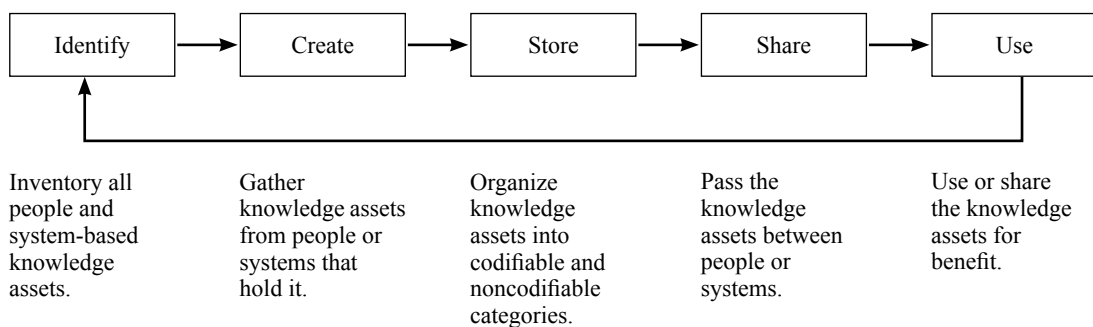 Identify
Create
Store
Share
Use
Inventory all
people and
system-based
knowledge
assets.
Gather
knowledge assets
from people or
systems that
hold it.
Organize
knowledge
assets into
codifiable and
noncodifiable
categories.
Pass the
knowledge
assets between
people or
systems.
Use or share
the knowledge
assets for
benefit.